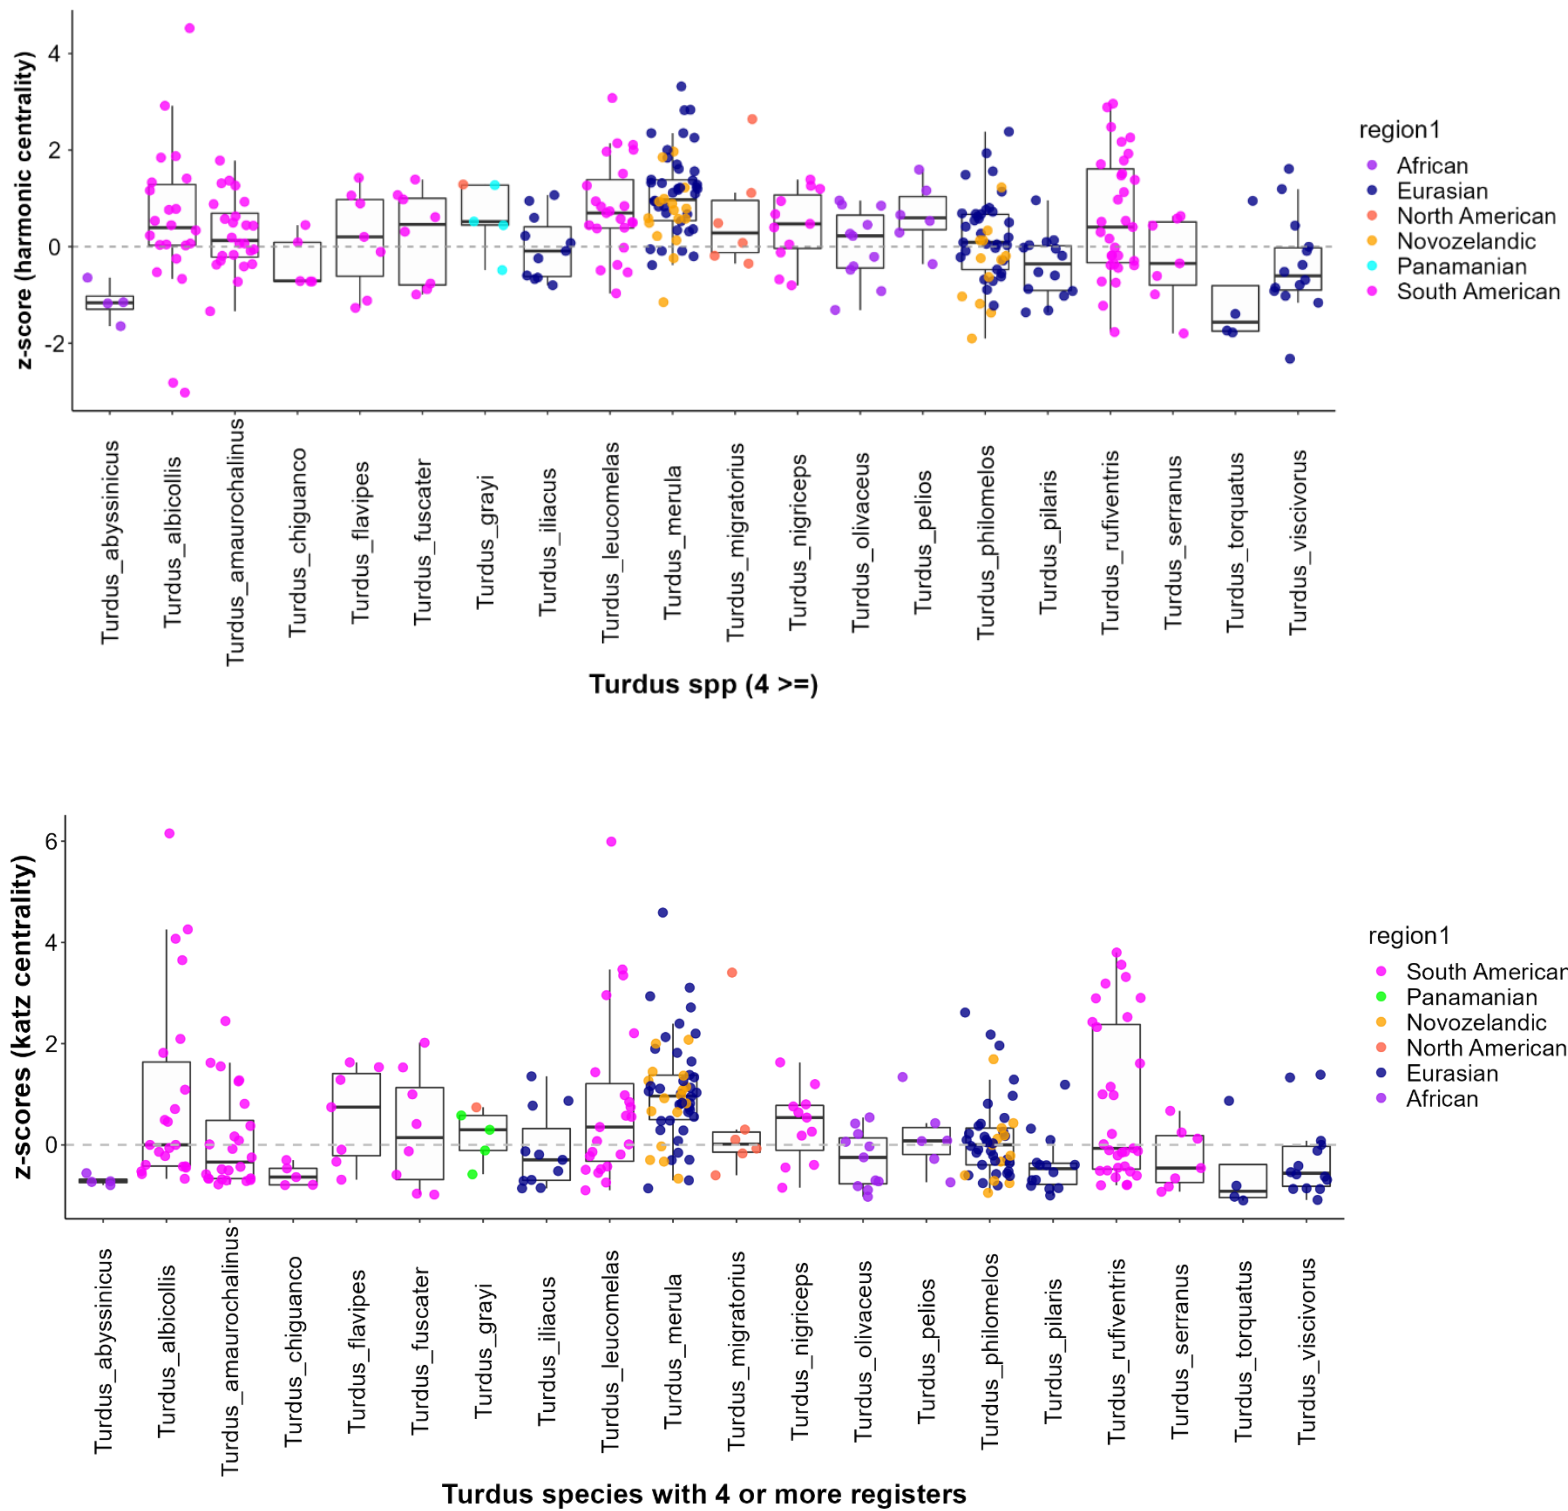 z-score (harmonic centrality)
4
2
0
-2
Turdus_abyssinicus
Turdus_albicollis
Turdus_amaurochalinus
Turdus_chiguanco
Turdus_flavipes
Turdus_fuscater
Turdus_grayi
Turdus_iliacus
Turdus_leucomelas
Turdus_merula
Turdus_migratorius
Turdus_nigriceps
Turdus_olivaceus
Turdus_pelios
Turdus_philomelos
Turdus_pilaris
Turdus_rufiventris
Turdus_serranus
Turdus_torquatus
Turdus_viscivorus
Turdus spp (4 >=)
region1
African
Eurasian
North American
Novozelandic
Panamanian
South American
z-scores (katz centrality)
6
4
2
0
Turdus_abyssinicus
Turdus_albicollis
Turdus_amaurochalinus
Turdus_chiguanco
Turdus_flavipes
Turdus_fuscater
Turdus_grayi
Turdus_iliacus
Turdus_leucomelas
Turdus_merula
Turdus_migratorius
Turdus_nigriceps
Turdus_olivaceus
Turdus_pelios
Turdus_philomelos
Turdus_pilaris
Turdus_rufiventris
Turdus_serranus
Turdus_torquatus
Turdus_viscivorus
Turdus species with 4 or more registers
region1
South American
Panamanian
Novozelandic
North American
Eurasian
African